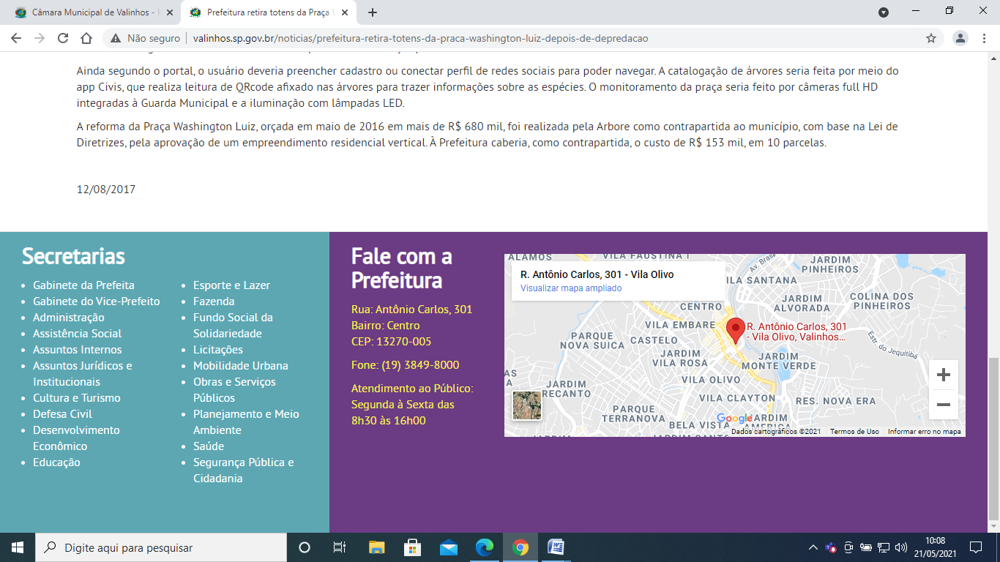 Câmara Municipal de Valinhos -
Prefeitura retira totens da Praça
Não seguro
valinhos.sp.gov.br/noticias/prefeitura-retira-totens-da-praca-washington-luiz-depois-de-depredacao
Ainda segundo o portal, o usuário deveria preencher cadastro ou conectar perfil de redes sociais para poder navegar. A catalogação de árvores seria feita por meio do
app Civis, que realiza leitura de QRcode afixado nas árvores para trazer informações sobre as espécies. O monitoramento da praça seria feito por câmeras full HD
integradas à Guarda Municipal e a iluminação com lâmpadas LED.
A reforma da Praça Washington Luiz, orçada em maio de 2016 em mais de R$ 680 mil, foi realizada pela Arbore como contrapartida ao município, com base na Lei de
Diretrizes, pela aprovação de um empreendimento residencial vertical. À Prefeitura caberia, como contrapartida, o custo de R$ 153 mil, em 10 parcelas.
12/08/2017
Secretarias
Gabinete da Prefeita
Gabinete do Vice-Prefeito
Administração
Assistência Social
Assuntos Internos
Assuntos Jurídicos e
Institucionais
Cultura e Turismo
Defesa Civil
Desenvolvimento
Econômico
Educação
Esporte e Lazer
Fazenda
Fundo Social da
Solidariedade
Licitações
Mobilidade Urbana
Obras e Serviços
Públicos
Planejamento e Meio
Ambiente
Saúde
Segurança Pública e
Cidadania
Fale com a
Prefeitura
Rua: Antônio Carlos, 301
Bairro: Centro
CEP: 13270-005
Fone: (19) 3849-8000
Atendimento ao Público:
Segunda à Sexta das
8h30 às 16h00
ALAMOS
VILA FAUSTINA I
Av. Bras
R. Antônio Carlos, 301 - Vila Olivo
Visualizar mapa ampliado
JARDIM
PINHEIROS
VILA SANTANA
JARDIM
ALVORADA
COLINA DOS
PINHEIROS
CENTRO
VILA EMBARE
R. Antônio Carlos, 301
- Vila Olivo, Valinhos...
PARQUE
NOVA SUICA
CASTELO
Estr. do Jequitibá
JARDIM
VILA ROSA
JARDIM
MONTE VERDE
VILA OLIVO
JARDIM
RECANTO
VILA CLAYTON
RES. NOVA ERA
PARQUE
TERRANOVA
BELA VISTA
Google
JARDIM
AMERICA
JARDIM SANTO
Dados cartográficos ©2021
Termos de Uso
Informar erro no mapa
Digite aqui para pesquisar
10:08
21/05/2021